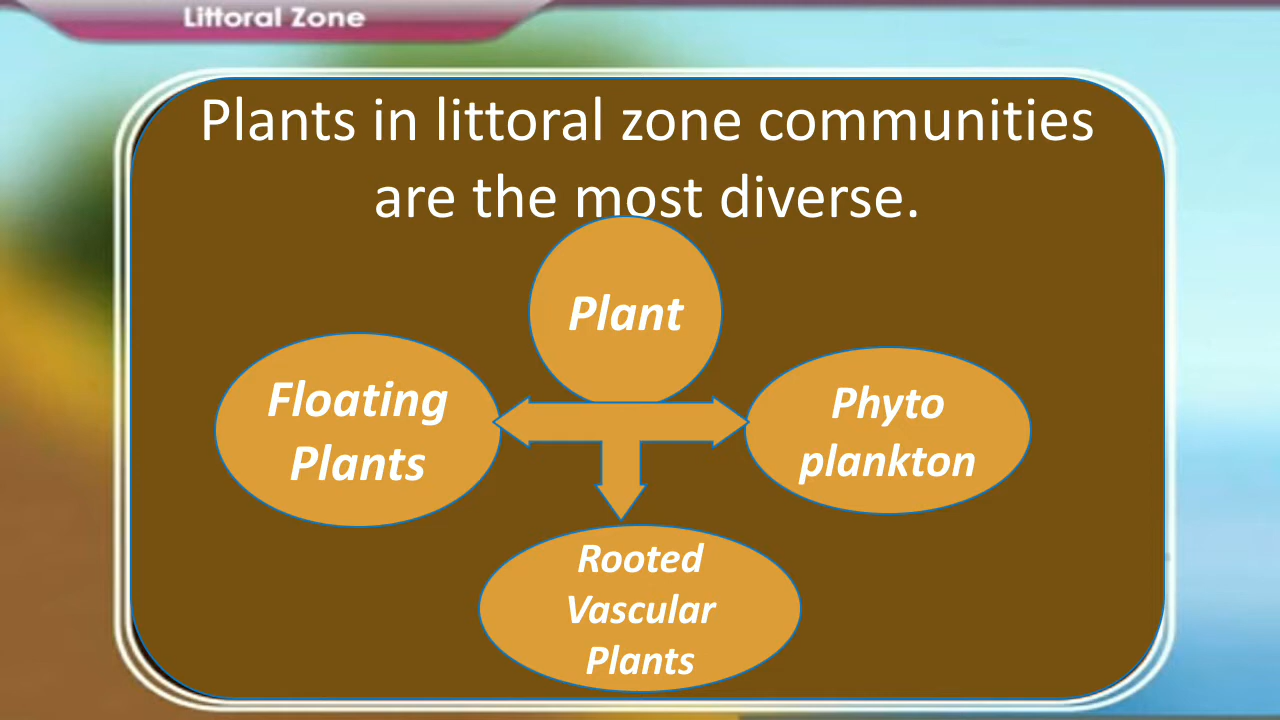 Littoral Zone
Plants in littoral zone communities
are the most diverse.
Plant
Floating
Plants
Phyto
plankton
Rooted
Vascular
Plants